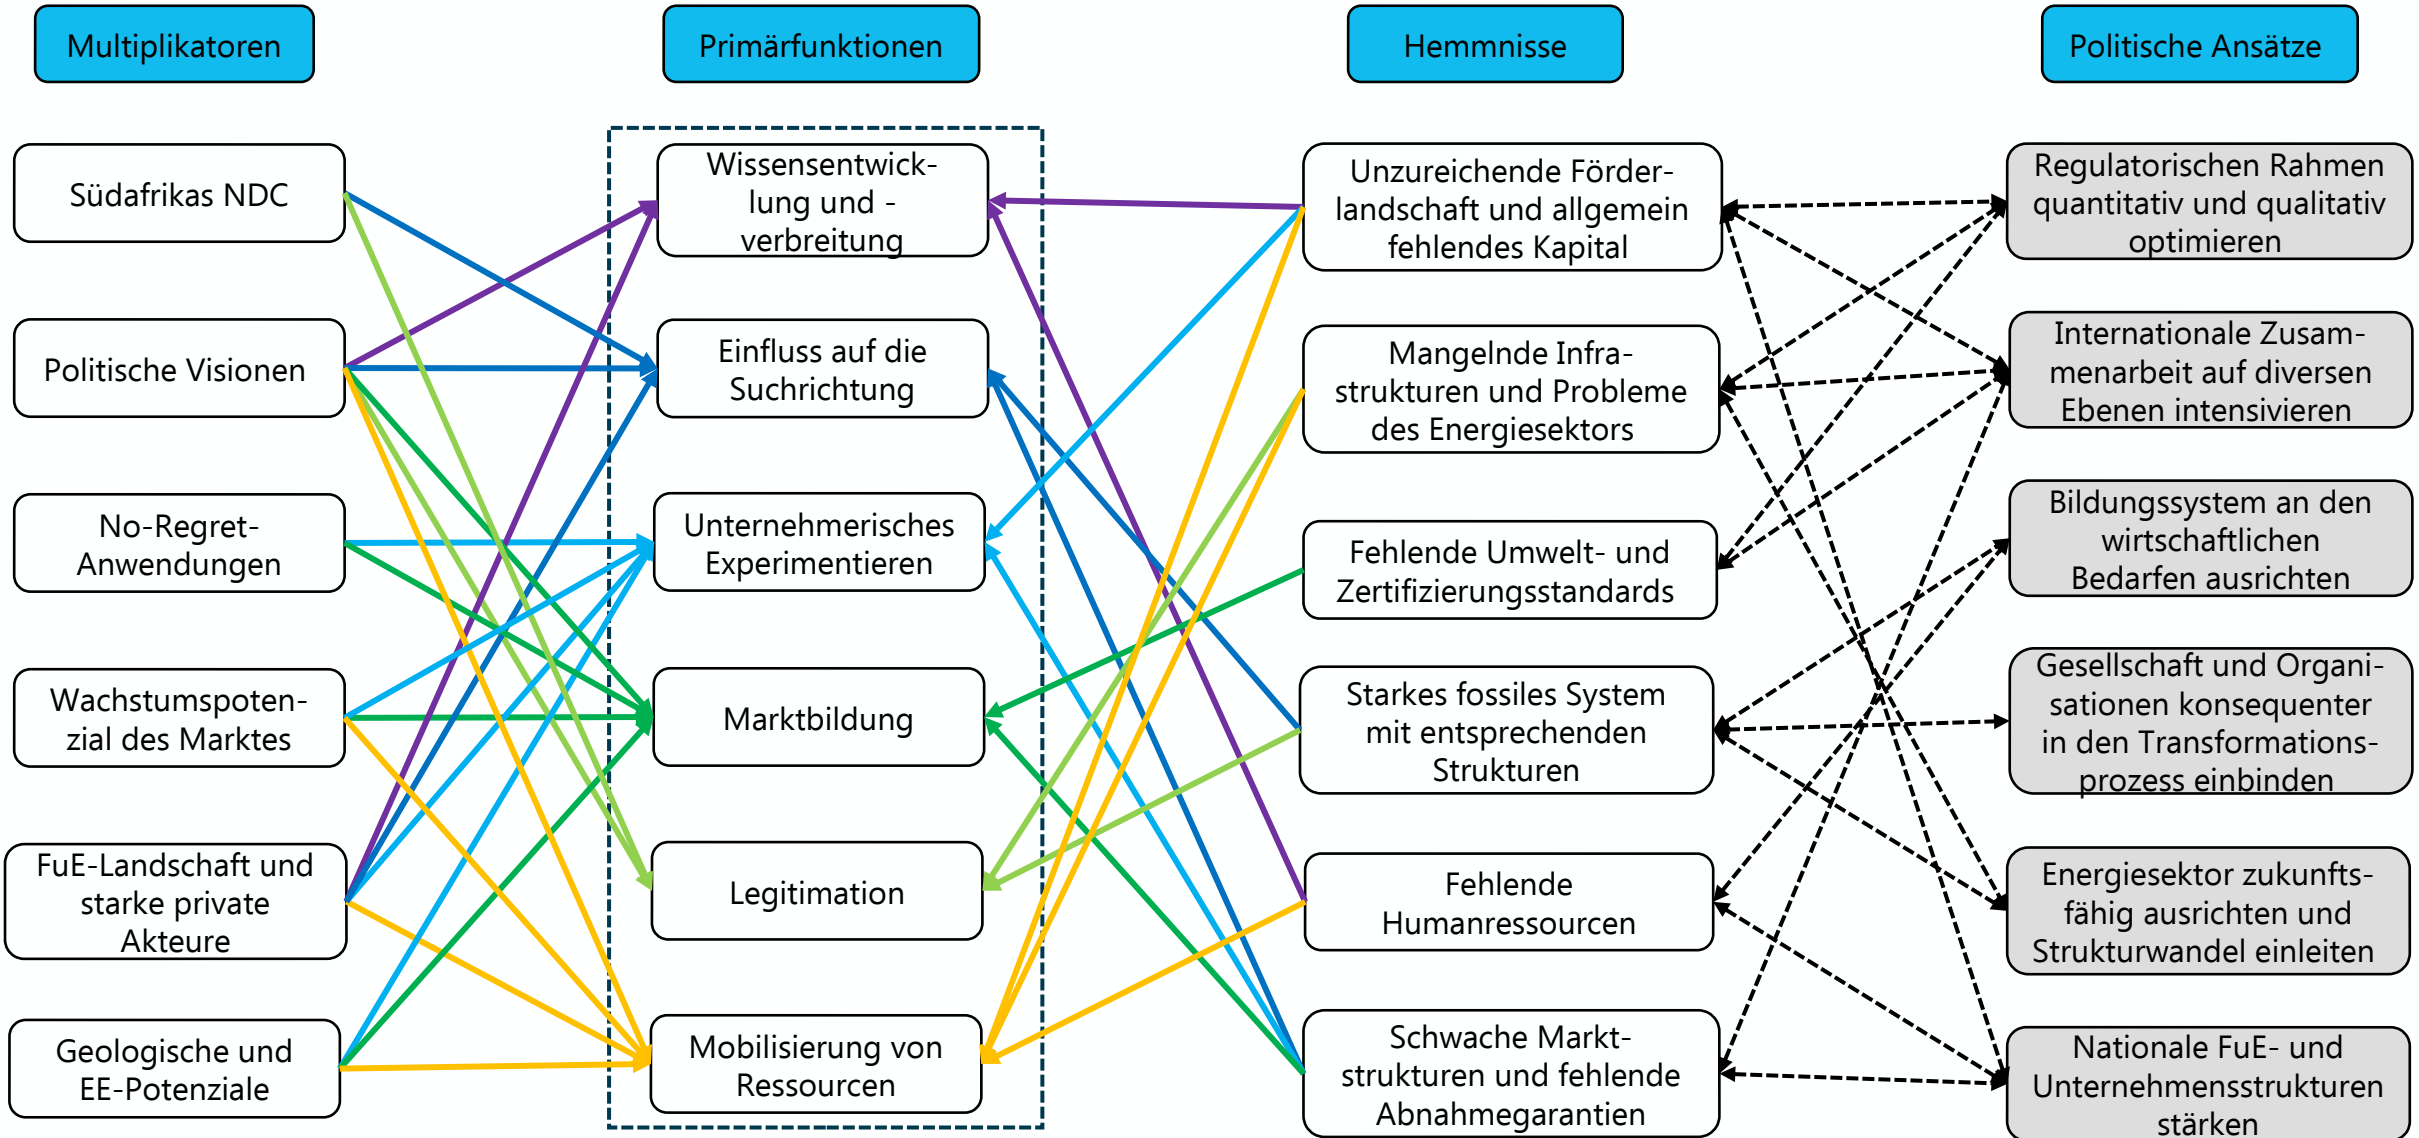 Multiplikatoren
Primärfunktionen
Hemmnisse
Politische Ansätze
Südafrikas NDC
Politische Visionen
No-Regret-
Anwendungen
Wachstumspoten-
zial des Marktes
FuE-Landschaft und
starke private
Akteure
Geologische und
EE-Potenziale
Wissensentwick-
lung und -
verbreitung
Einfluss auf die
Suchrichtung
Unternehmerisches
Experimentieren
Marktbildung
Legitimation
Mobilisierung von
Ressourcen
Unzureichende Förder-
landschaft und allgemein
fehlendes Kapital
Mangelnde Infra-
strukturen und Probleme
des Energiesektors
Fehlende Umwelt- und
Zertifizierungsstandards
Starkes fossiles System
mit entsprechenden
Strukturen
Fehlende
Humanressourcen
Schwache Markt-
strukturen und fehlende
Abnahmegarantien
Regulatorischen Rahmen
quantitativ und qualitativ
optimieren
Internationale Zusam-
menarbeit auf diversen
Ebenen intensivieren
Bildungssystem an den
wirtschaftlichen
Bedarfen ausrichten
Gesellschaft und Organi-
sationen konsequenter
in den Transformations-
prozess einbinden
Energiesektor zukunfts-
fähig ausrichten und
Strukturwandel einleiten
Nationale FuE- und
Unternehmensstrukturen
stärken